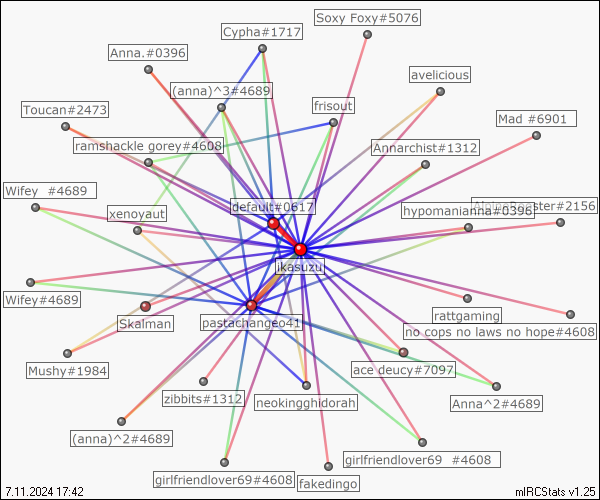 Soxy Foxy#5076
Cypha#1717
Anna.#0396
avelicious
(anna)^3#4689
frisout
Toucan#2473
Mad #6901
ramshackle gorey#4608
Annarchist#1312
Wifey #4689
default#0617
#2156
xenoyaut
hypomanianna#0396
jkasuzu
Wifey#4689
Skalman
pastachangeo41
rattgaming
no cops no laws no hope#4608
Mushy#1984
ace deucy#7097
zibbits#1312
neokingghidorah
Anna^2#4689
(anna)^2#4689
girlfriendlover69 #4608
girlfriendlover69#4608
fakedingo
7.11.2024 17:42
mIRCStats v1.25